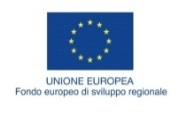 UNIONE EUROPEA
Fondo europeo di sviluppo regionale